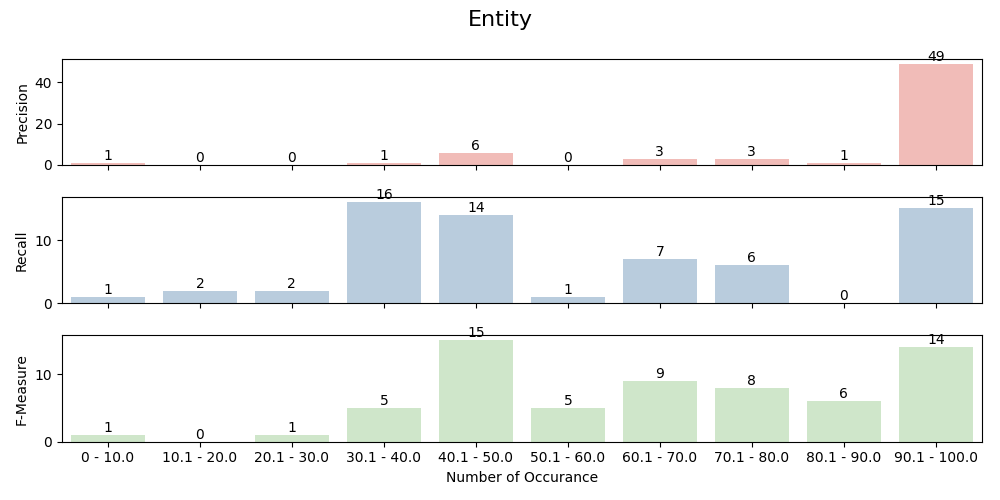 Entity
Precision
40
20
0
1 0 0 1 6 0 3 3 1 49
Recall
10
0
1 2 2 16 14 1 7 6 0 15
F-Measure
10
0
1 0 1 5 15 5 9 8 6 14
0 - 10.0 10.1 - 20.0 20.1 - 30.0 30.1 - 40.0 40.1 - 50.0 50.1 - 60.0 60.1 - 70.0 70.1 - 80.0 80.1 - 90.0 90.1 - 100.0
Number of Occurance